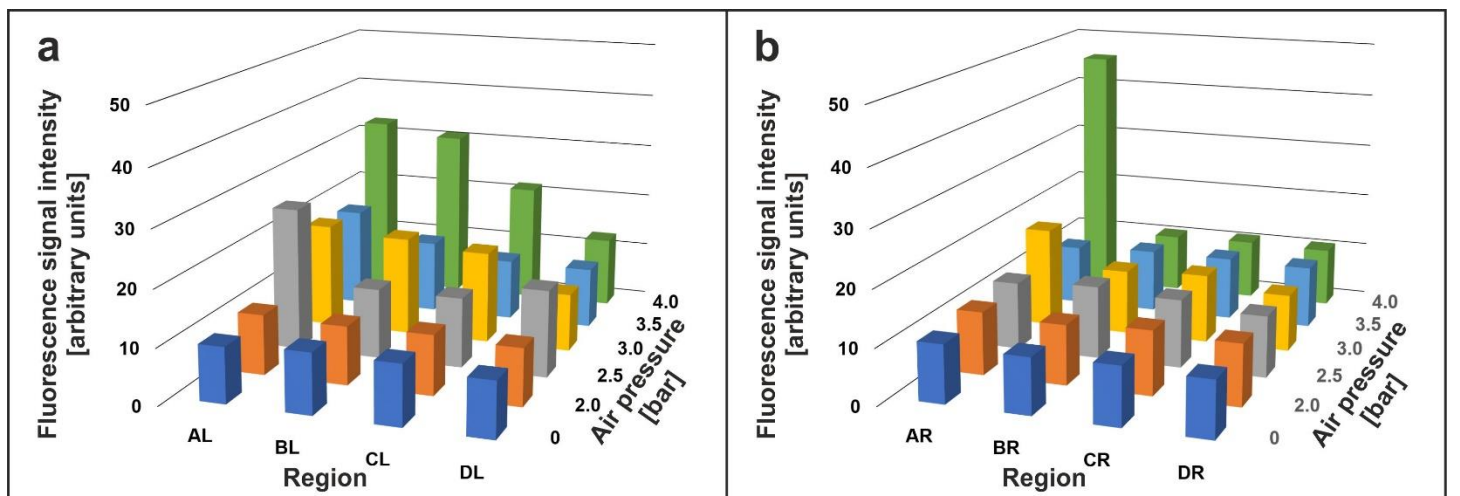 a
Fluorescence signal intensity
[arbitrary units]
50
40
30
20
10
0
AL
BL
CL
DL
Region
0
2.0
2.5
3.0
3.5
4.0
Air pressure
[bar]
b
Fluorescence signal intensity
[arbitrary units]
50
40
30
20
10
0
AR
BR
CR
DR
Region
0
2.0
2.5
3.0
3.5
4.0
Air pressure
[bar]